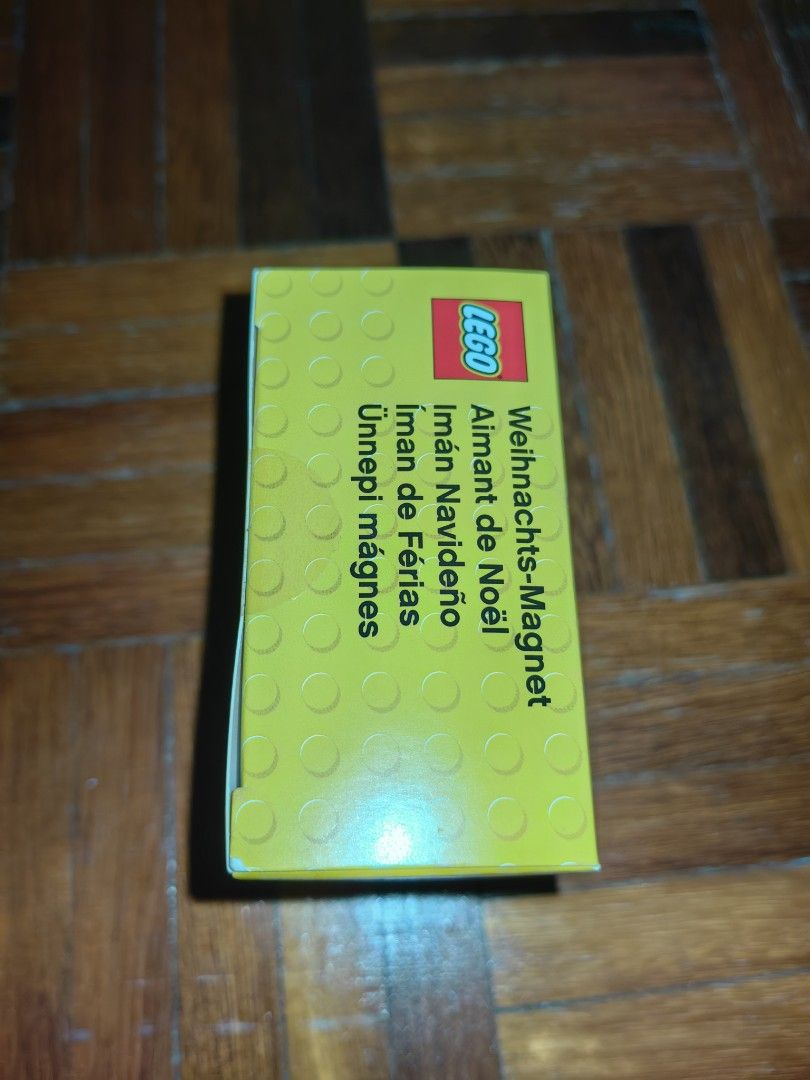 LEGO
Weihnachts-Magnet
Aimant de Noël
Imán Navideño
Íman de Férias
Ünnepi mágnes